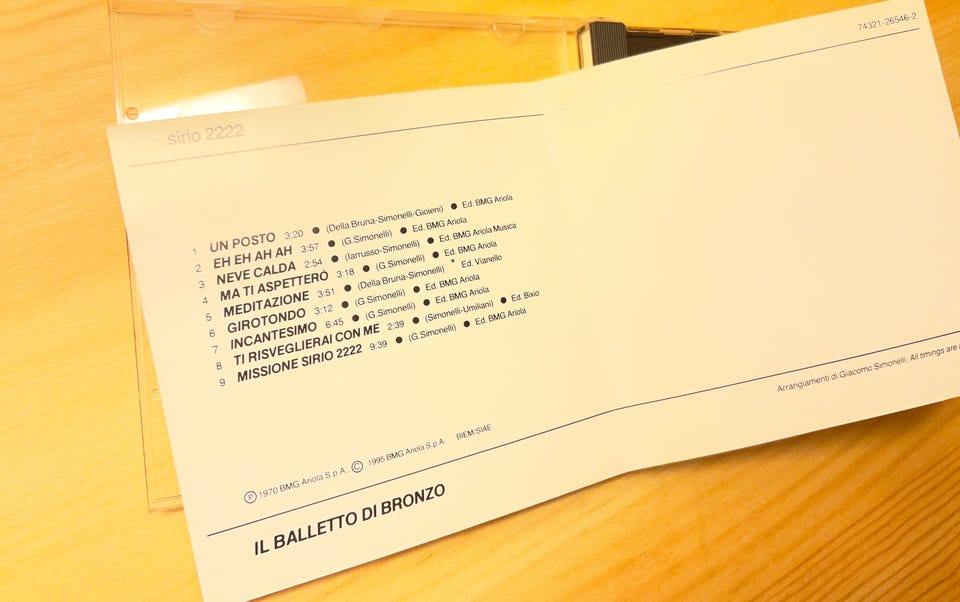 74321-26546-2
sirio 2222
1 UN POSTO 3:20 ● (Della Bruna-Simonelli-Gioieni) ● Ed. BMG Ariola
2 EH EH AH AH 3:57 ● (G.Simonelli) ● Ed. BMG Ariola
3 NEVE CALDA 2:54 ● (Iarrusso-Simonelli) ● Ed. BMG Ariola Musica
4 MA TI ASPETTERÒ 3:18 ● (G.Simonelli) ● Ed. BMG Ariola
5 MEDITAZIONE 3:51 ● (Della Bruna-Simonelli) * Ed. Vianello
6 GIROTONDO 3:12 ● (G.Simonelli) ● Ed. BMG Ariola
7 INCANTESIMO 6:45 ● (G.Simonelli) ● Ed. BMG Ariola
8 TI RISVEGLIERAI CON ME 2:39 ● (Simonelli-Umiliani) ● Ed. Bixio
9 MISSIONE SIRIO 2222 9:39 ● (G.Simonelli) ● Ed. BMG Ariola
Arrangiamenti di Giacomo Simonelli; All timings are
℗ 1970 BMG Ariola S.p.A.. © 1995 BMG Ariola S.p.A. BIEM/SIAE
IL BALLETTO DI BRONZO